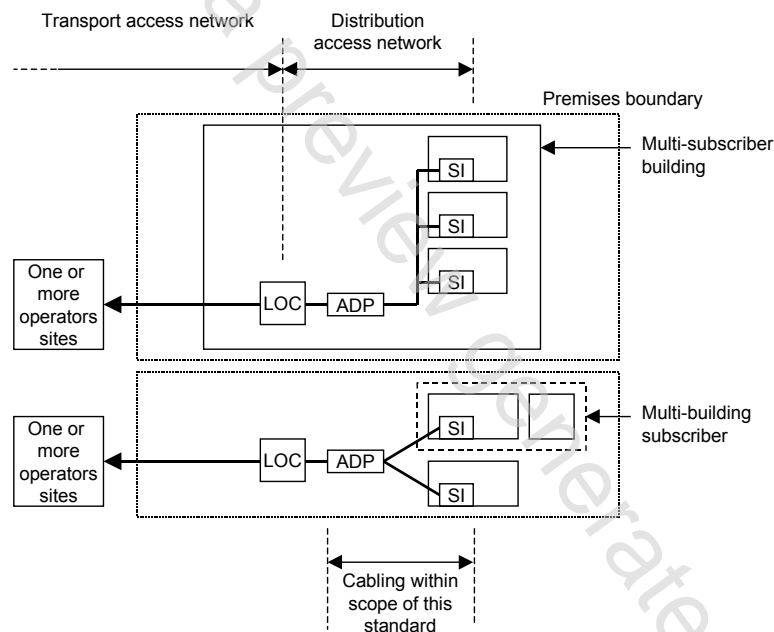 Transport access network
Distribution
access network
Premises boundary
Multi-subscriber
building
SI
SI
SI
One or
more
operators
sites
LOC
ADP
One or
more
operators
sites
LOC
ADP
SI
SI
Multi-building
subscriber
Cabling within
scope of this
standard
a preview generate